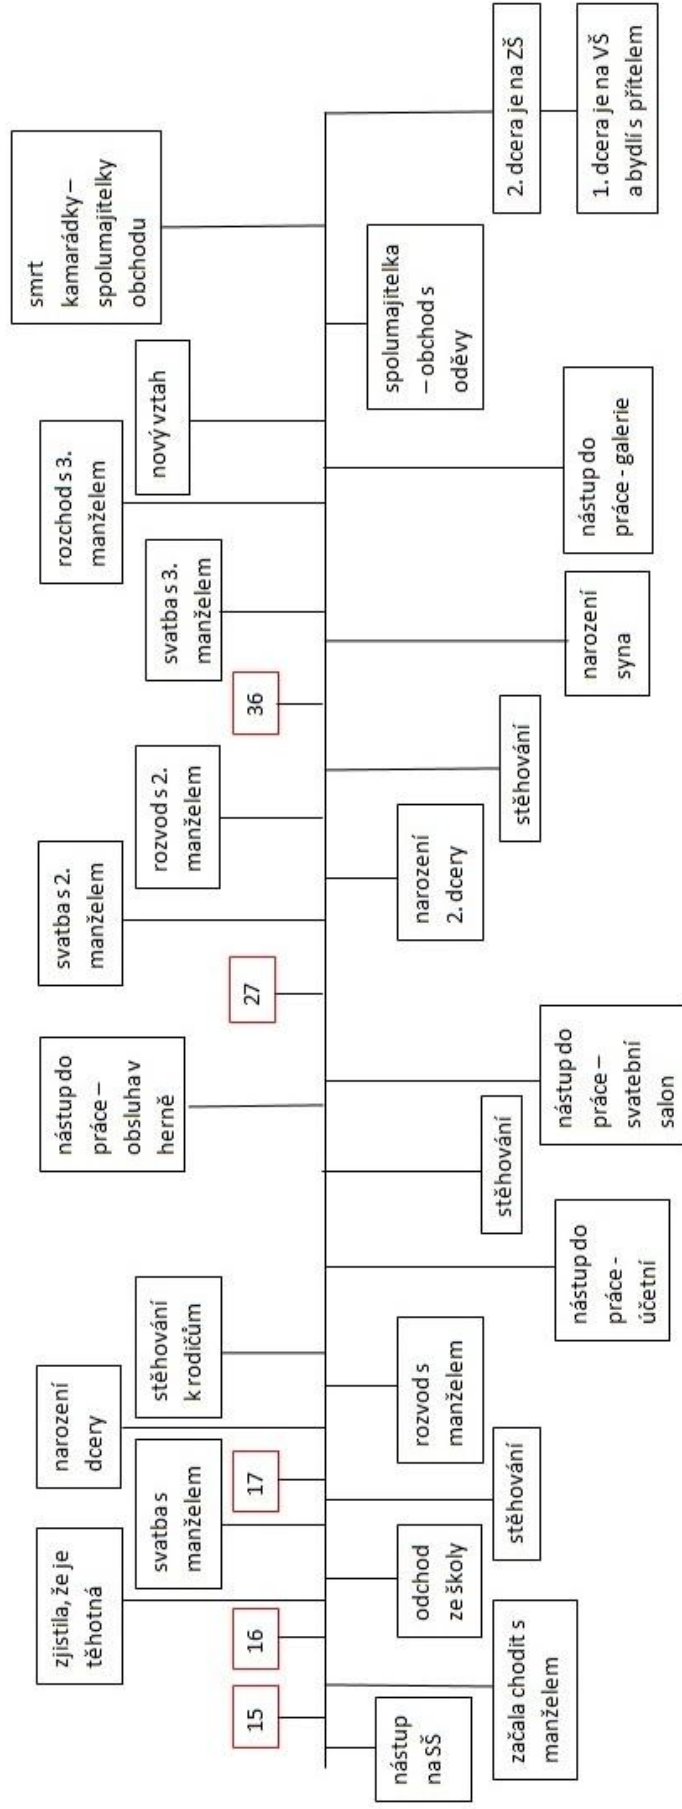 nástup
na SŠ
15
začala chodit s
manželem
16
zjistila, že je
těhotná
odchod
ze školy
svatba s
manželem
stěhování
17
narození
dcery
rozvod s
manželem
stěhování
k rodičům
nástup do
práce -
účetní
stěhování
nástup do
práce –
obsluha v
herně
nástup do
práce –
svatební
salon
27
svatba s 2.
manželem
narození
2. dcery
rozvod s 2.
manželem
stěhování
36
narození
syna
svatba s 3.
manželem
nástup do
práce - galerie
rozchod s 3.
manželem
nový vztah
spolumajitelka
– obchod s
oděvy
smrt
kamarádky –
spolumajitelky
obchodu
2. dcera je na ZŠ
1. dcera je na VŠ
a bydlí s přítelem